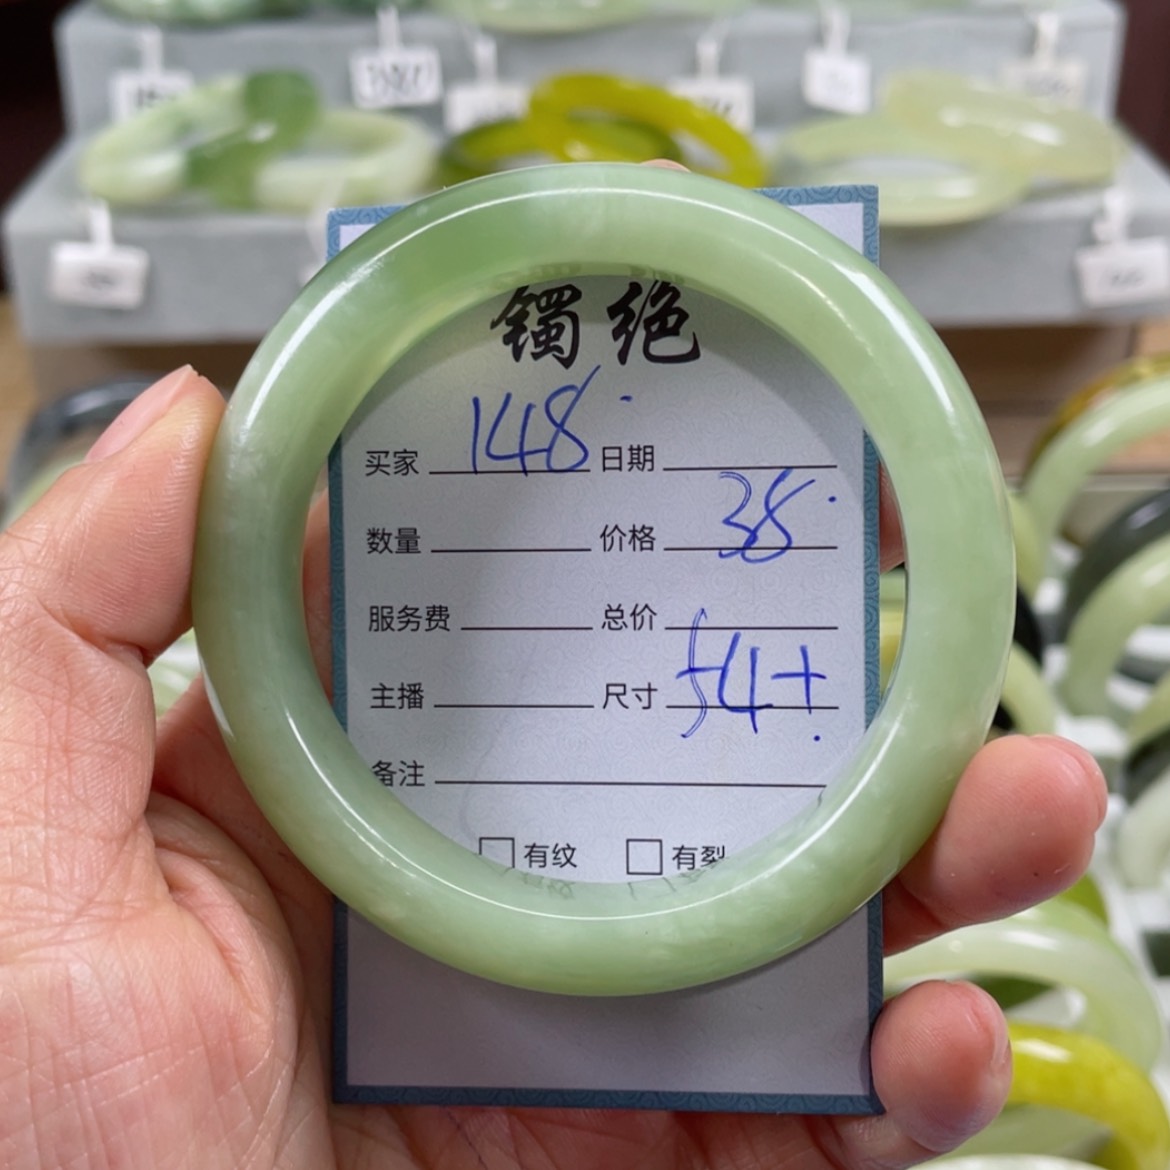 镯绝
买家 148. 日期
数量 价格 38.
服务费 总价
主播 尺寸 54+.
备注
□ 有纹 □ 有裂